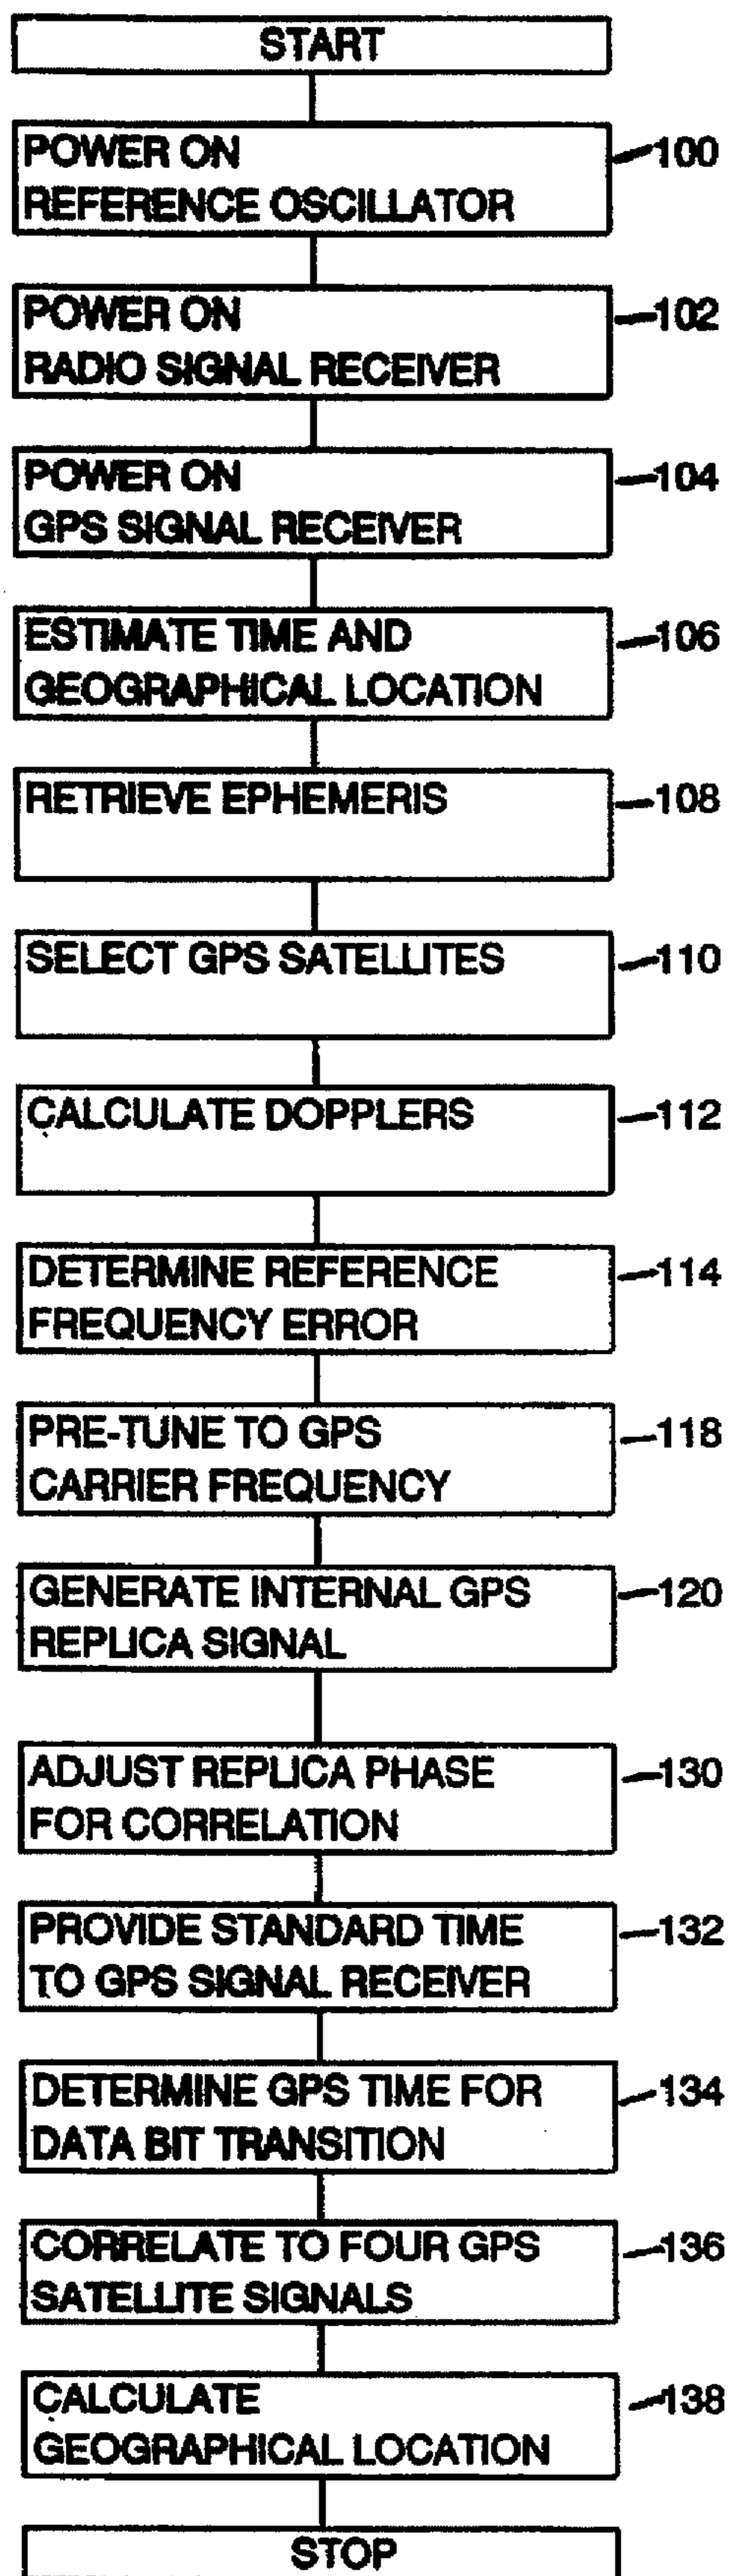 START
POWER ON
REFERENCE OSCILLATOR
100
POWER ON
RADIO SIGNAL RECEIVER
102
POWER ON
GPS SIGNAL RECEIVER
104
ESTIMATE TIME AND
GEOGRAPHICAL LOCATION
106
RETRIEVE EPHEMERIS
108
SELECT GPS SATELLITES
110
CALCULATE DOPPLERS
112
DETERMINE REFERENCE
FREQUENCY ERROR
114
PRE-TUNE TO GPS
CARRIER FREQUENCY
118
GENERATE INTERNAL GPS
REPLICA SIGNAL
120
ADJUST REPLICA PHASE
FOR CORRELATION
130
PROVIDE STANDARD TIME
TO GPS SIGNAL RECEIVER
132
DETERMINE GPS TIME FOR
DATA BIT TRANSITION
134
CORRELATE TO FOUR GPS
SATELLITE SIGNALS
136
CALCULATE
GEOGRAPHICAL LOCATION
138
STOP